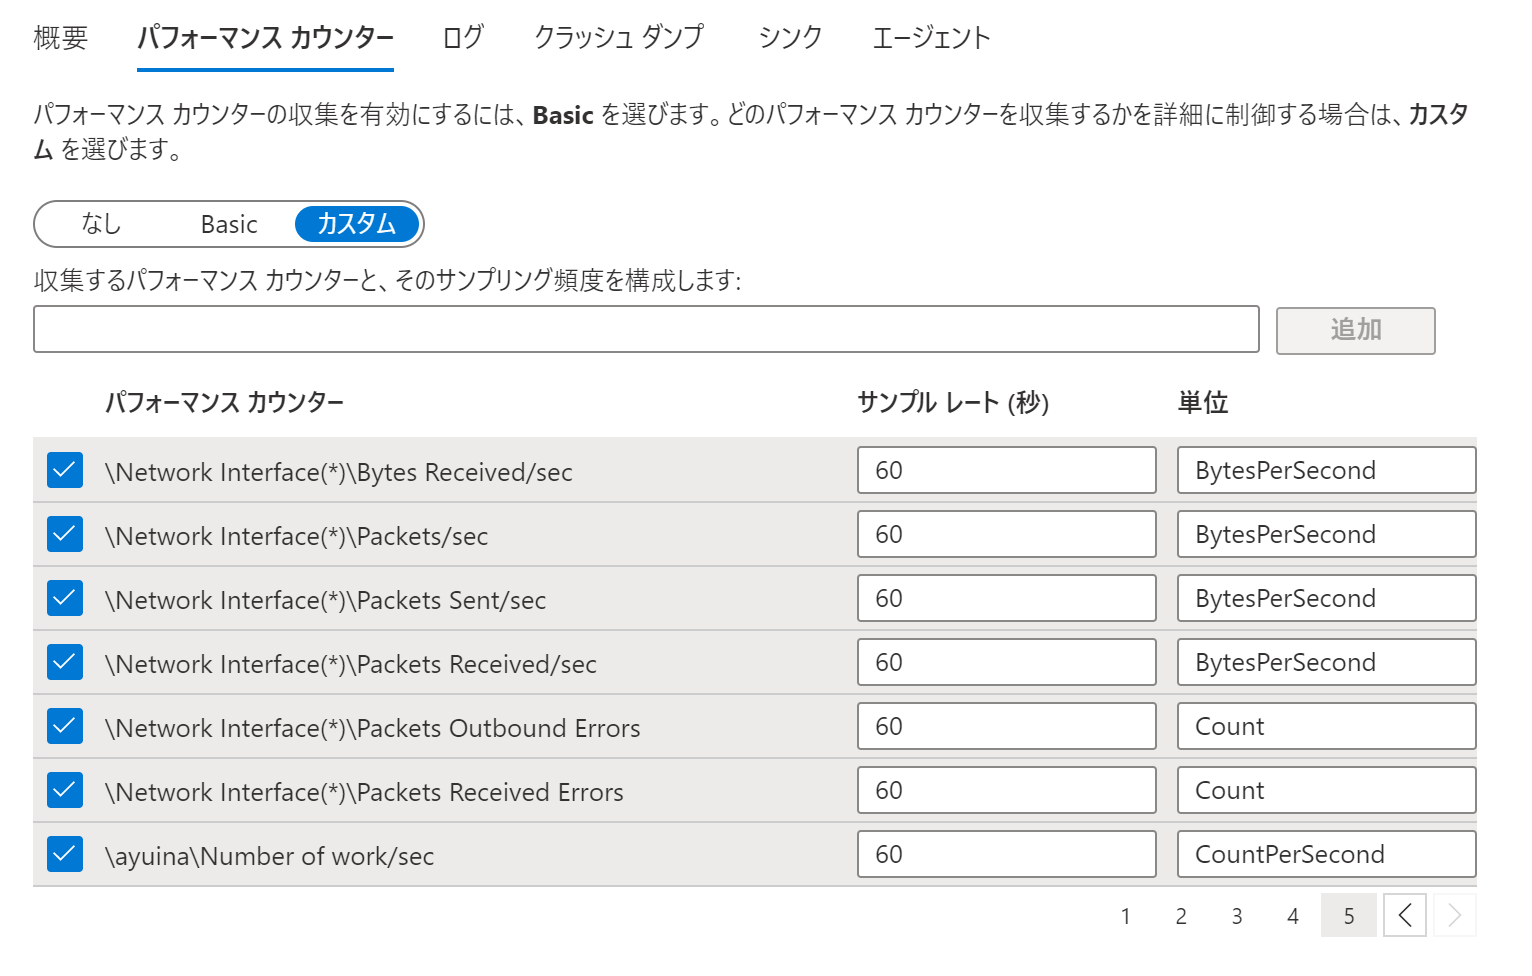 概要 パフォーマンス カウンター ログ クラッシュ ダンプ シンク エージェント
パフォーマンス カウンターの収集を有効にするには、Basic を選びます。どのパフォーマンス カウンターを収集するかを詳細に制御する場合は、カスタ
ム を選びます。
なし Basic カスタム
収集するパフォーマンス カウンターと、そのサンプリング頻度を構成します:
追加
パフォーマンス カウンター サンプル レート (秒) 単位
\Network Interface(*)\Bytes Received/sec 60 BytesPerSecond
\Network Interface(*)\Packets/sec 60 BytesPerSecond
\Network Interface(*)\Packets Sent/sec 60 BytesPerSecond
\Network Interface(*)\Packets Received/sec 60 BytesPerSecond
\Network Interface(*)\Packets Outbound Errors 60 Count
\Network Interface(*)\Packets Received Errors 60 Count
\ayuina\Number of work/sec 60 CountPerSecond
1 2 3 4 5